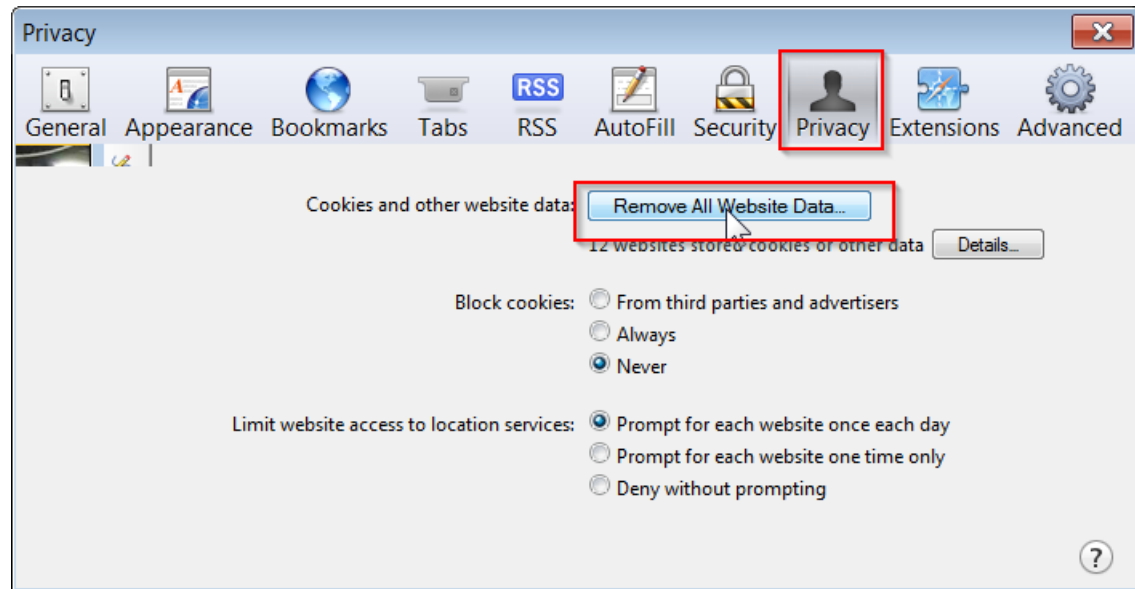 Privacy
RSS
General Appearance Bookmarks Tabs RSS AutoFill Security Privacy Extensions Advanced
Cookies and other website data: Remove All Website Data...
12 websites stored cookies or other data Details...
Block cookies: From third parties and advertisers
Always
Never
Limit website access to location services: Prompt for each website once each day
Prompt for each website one time only
Deny without prompting
?